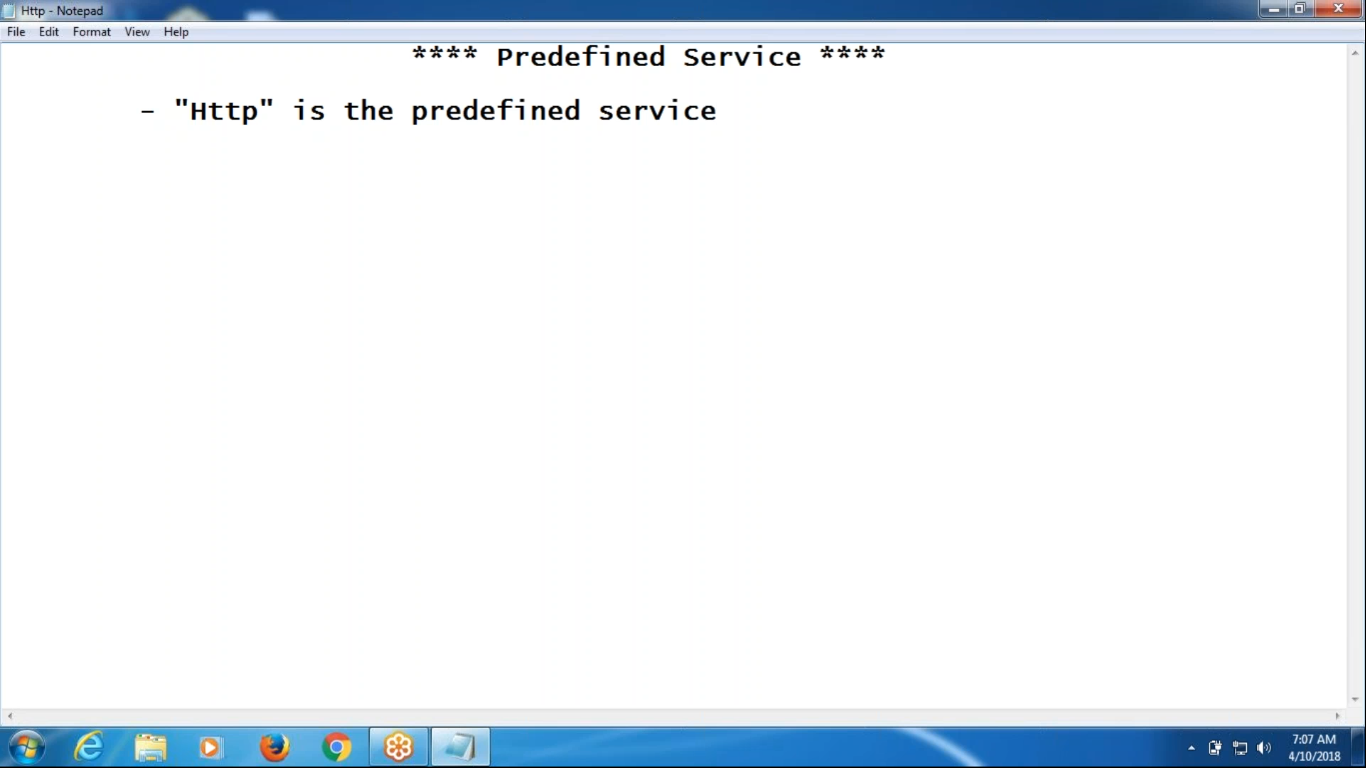 Http - Notepad
File Edit Format View Help
**** Predefined Service ****
- "Http" is the predefined service
7:07 AM
4/10/2018